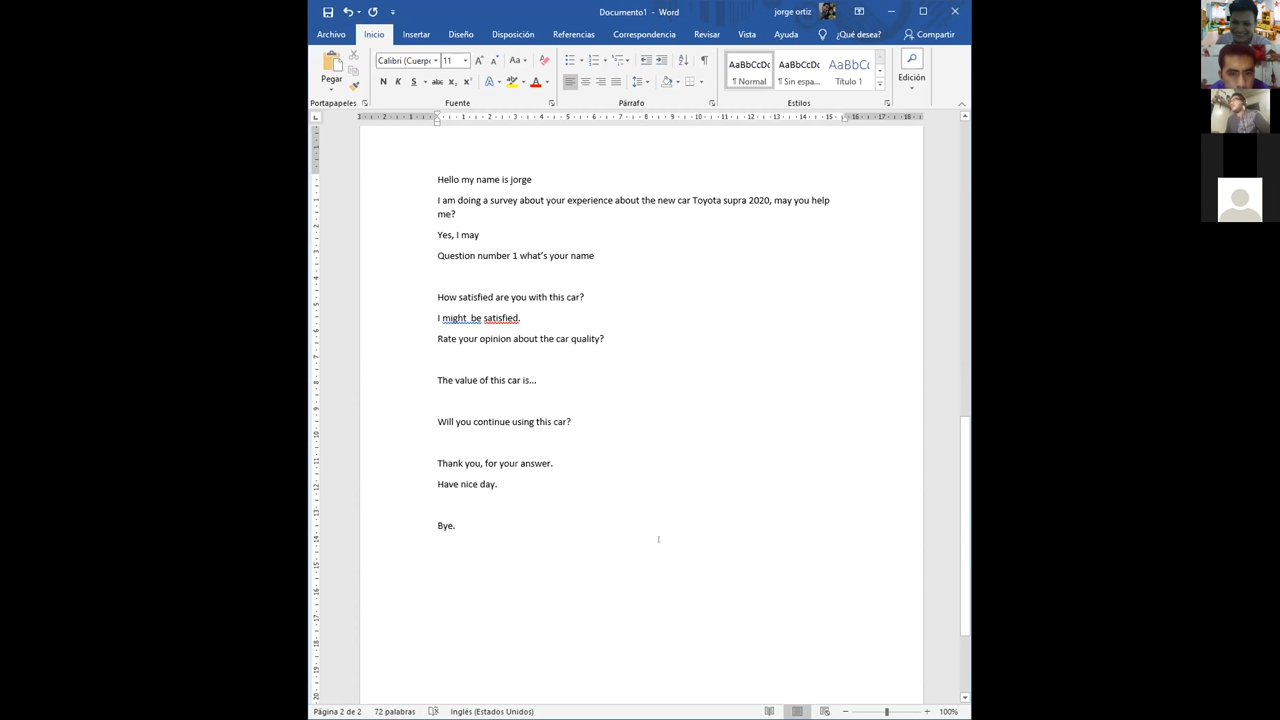 Documento1 - Word
jorge ortiz
Archivo Inicio Insertar Diseño Disposición Referencias Correspondencia Revisar Vista Ayuda ¿Qué desea? Compartir
Pegar
Calibri (Cuerpo 11
N K S abc
AaBbCcDc AaBbCcDc AaBbCc
¶ Normal ¶ Sin espa... Título 1
Edición
Portapapeles Fuente Párrafo Estilos
Hello my name is jorge
I am doing a survey about your experience about the new car Toyota supra 2020, may you help
me?
Yes, I may
Question number 1 what's your name
How satisfied are you with this car?
I might be satisfied.
Rate your opinion about the car quality?
The value of this car is...
Will you continue using this car?
Thank you, for your answer.
Have nice day.
Bye.
Página 2 de 2 72 palabras Inglés (Estados Unidos) 100%